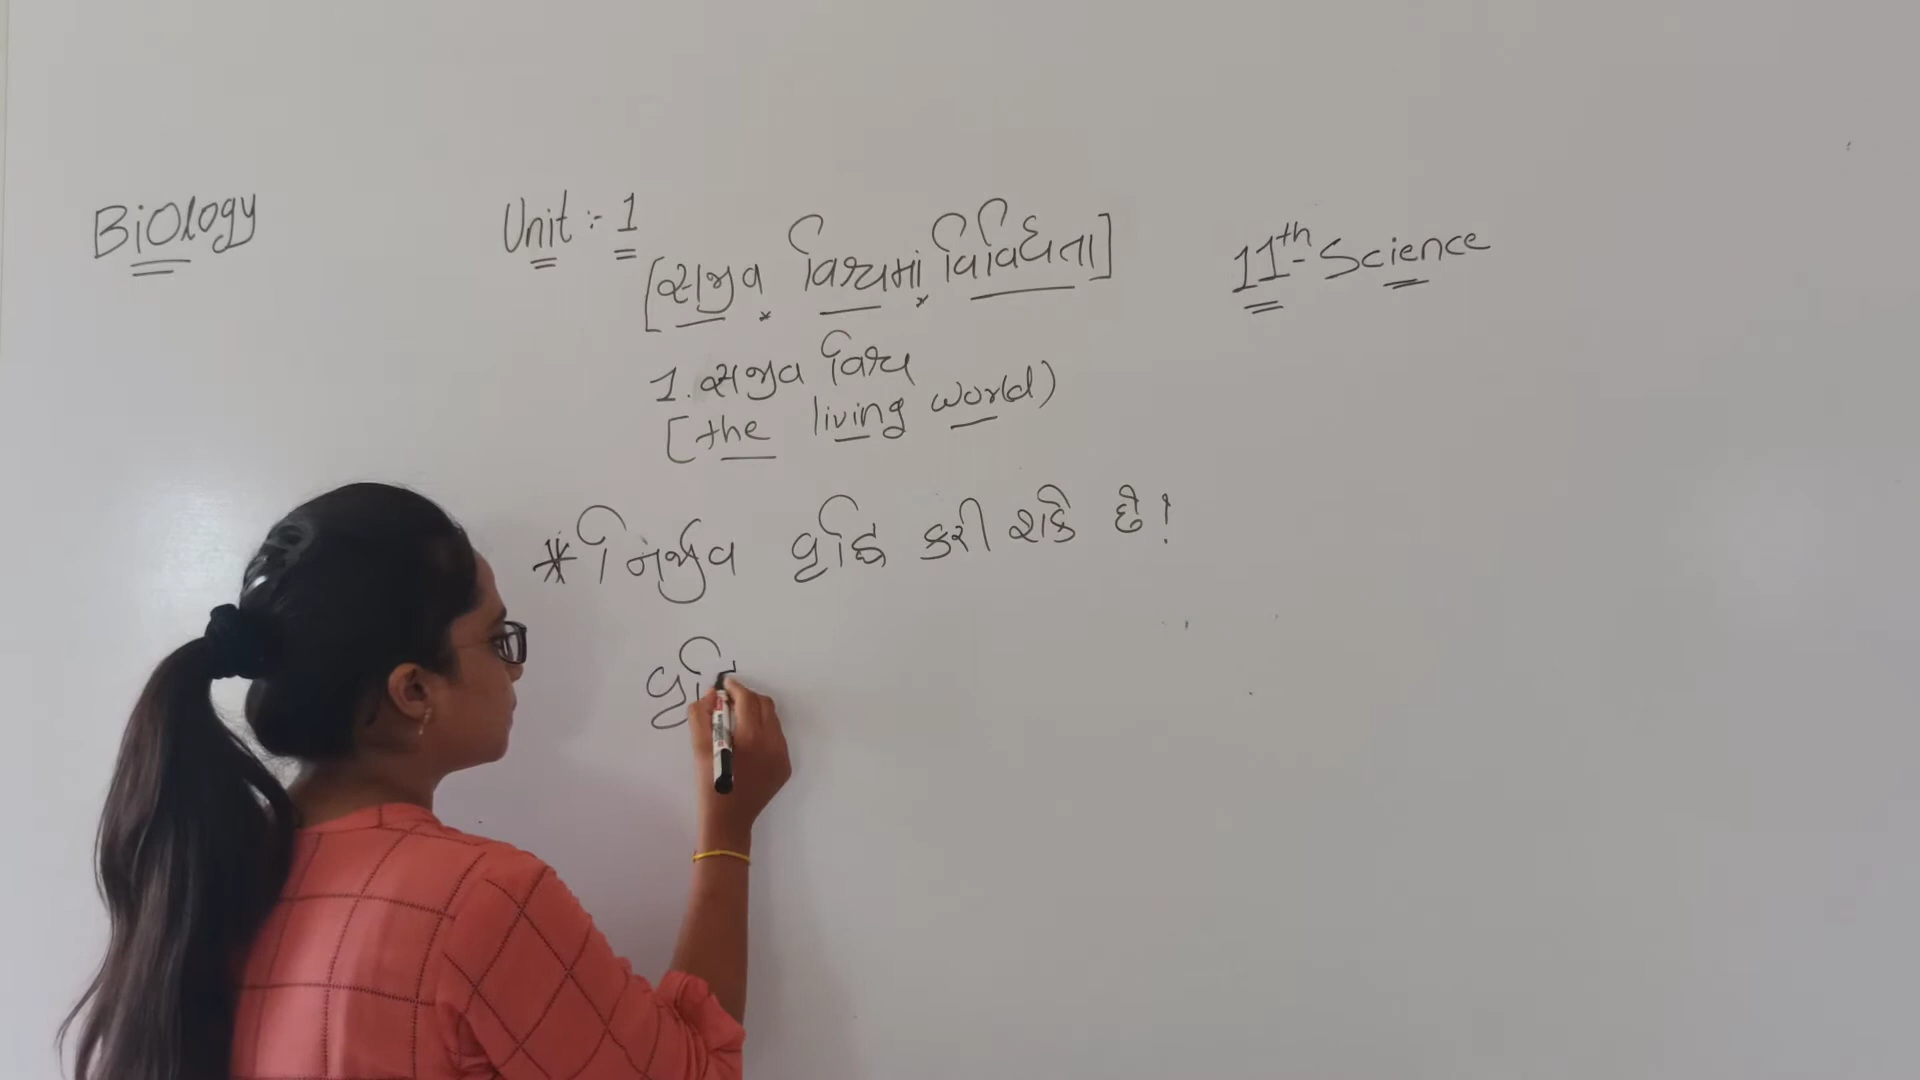 Biology
Unit :- 1
[સજીવ વિશ્વમાં વિવિધતા]
11th Science
1. સજીવ વિશ્વ
[the living world)
* નિર્જીવ વૃદ્ધિ કરી શકે છે!